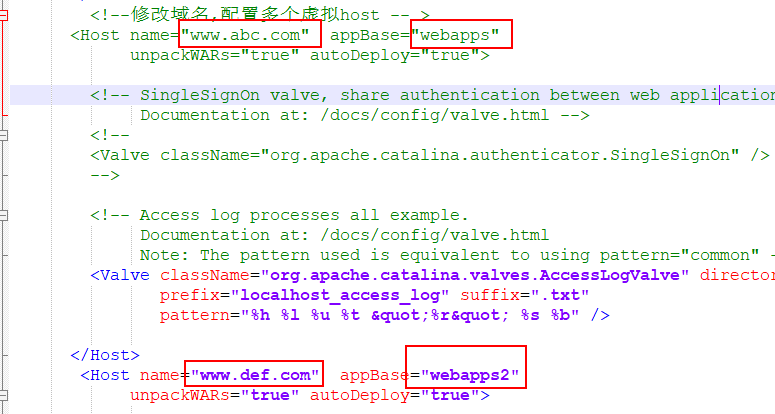 <!--修改域名,配置多个虚拟host -- >
<Host name="www.abc.com" appBase="webapps"
unpackWARs="true" autoDeploy="true">
<!-- SingleSignOn valve, share authentication between web application
Documentation at: /docs/config/valve.html -->
<!--
<Valve className="org.apache.catalina.authenticator.SingleSignOn" />
-->
<!-- Access log processes all example.
Documentation at: /docs/config/valve.html
Note: The pattern used is equivalent to using pattern="common" -
<Valve className="org.apache.catalina.valves.AccessLogValve" direc
prefix="localhost_access_log" suffix=".txt"
pattern="%h %l %u %t &quot;%r&quot; %s %b" />
</Host>
<Host name="www.def.com" appBase="webapps2"
unpackWARs="true" autoDeploy="true">